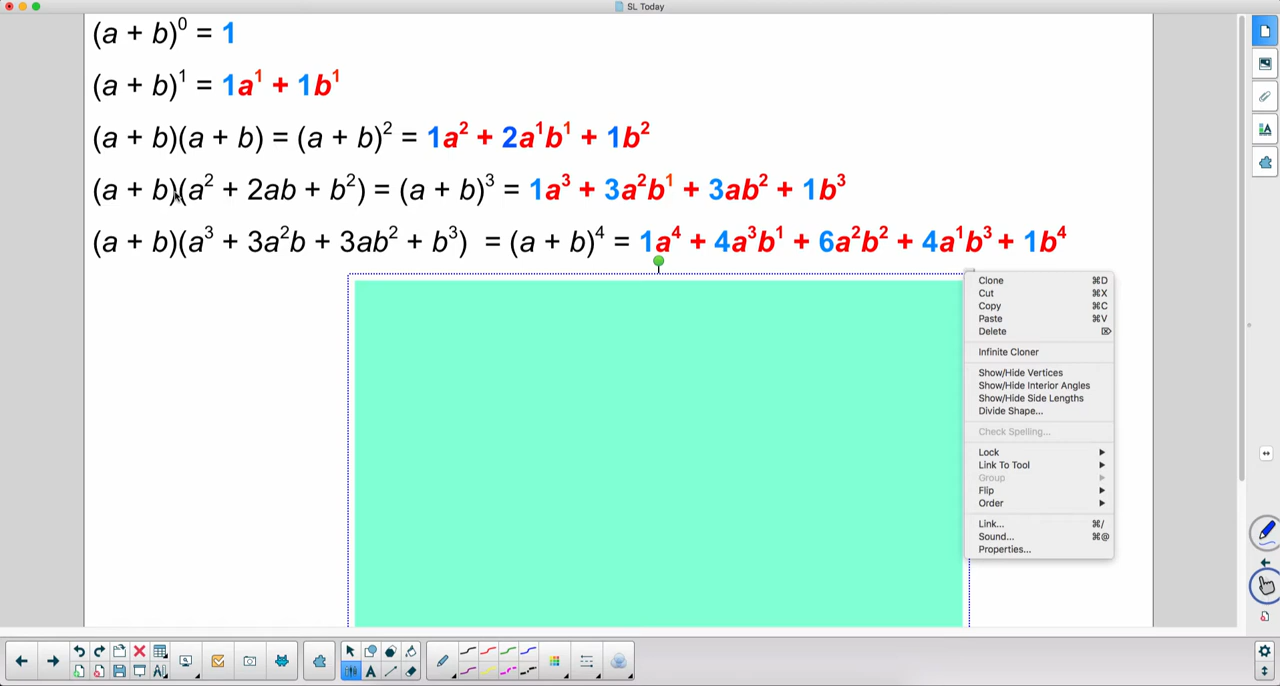 SL Today
(a + b)⁰ = 1
(a + b)¹ = 1a¹ + 1b¹
(a + b)(a + b) = (a + b)² = 1a² + 2a¹b¹ + 1b²
(a + b)(a² + 2ab + b²) = (a + b)³ = 1a³ + 3a²b¹ + 3ab² + 1b³
(a + b)(a³ + 3a²b + 3ab² + b³) = (a + b)⁴ = 1a⁴ + 4a³b¹ + 6a²b² + 4a¹b³ + 1b⁴
Clone ⌘D
Cut ⌘X
Copy ⌘C
Paste ⌘V
Delete ⌦
Infinite Cloner
Show/Hide Vertices
Show/Hide Interior Angles
Show/Hide Side Lengths
Divide Shape...
Check Spelling...
Lock
Link To Tool
Group
Flip
Order
Link... ⌘/
Sound... ⌘@
Properties...